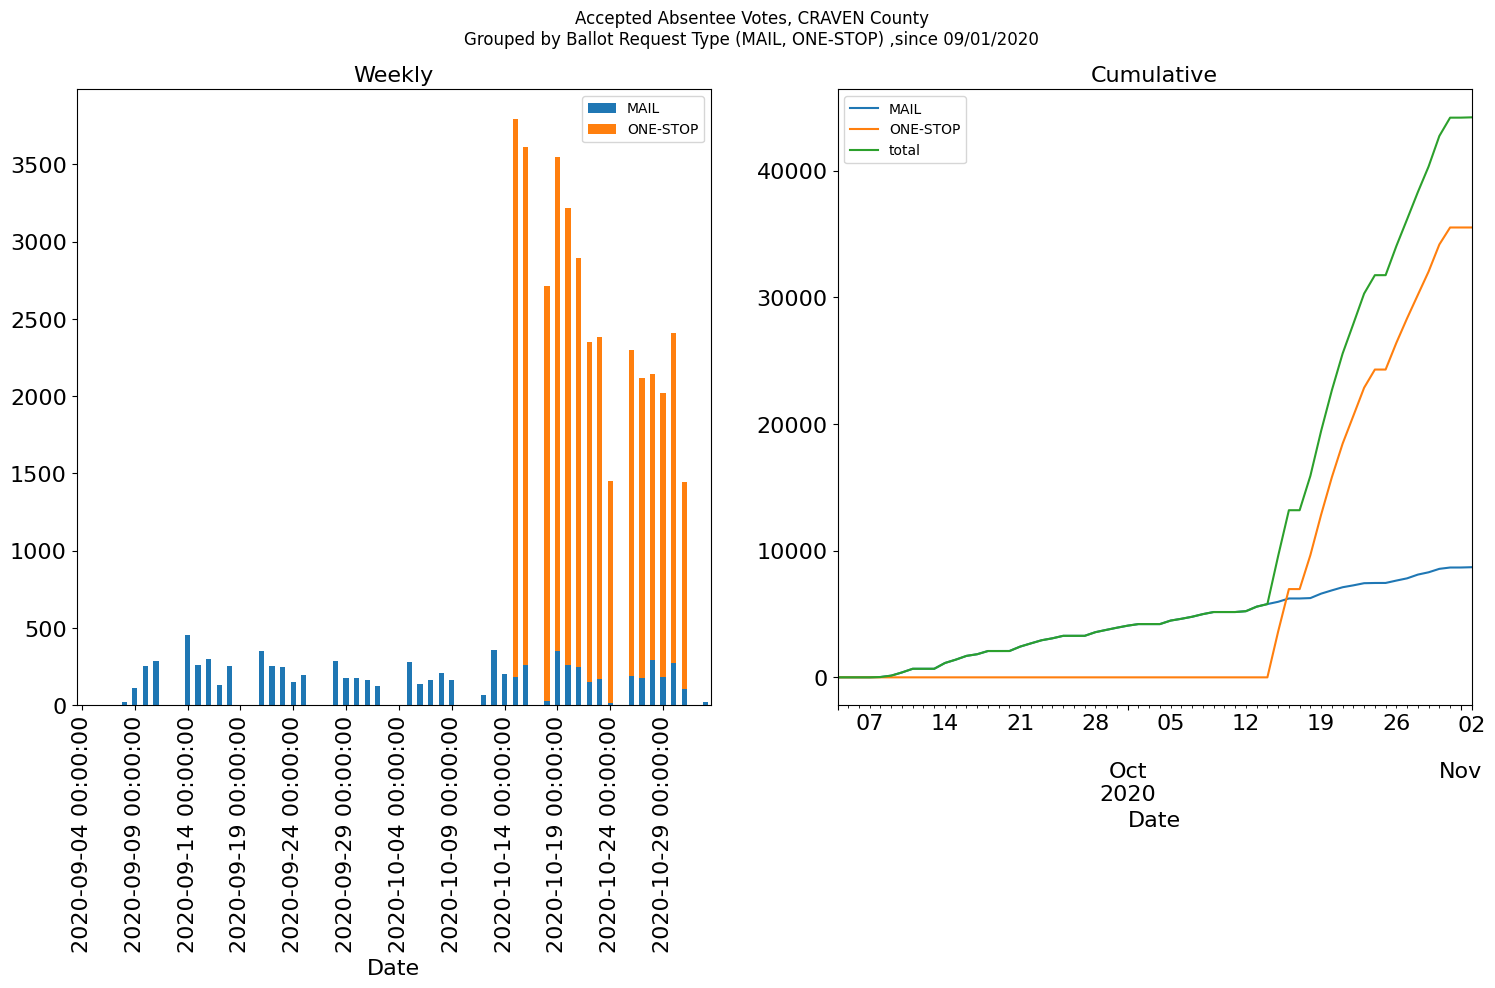 Accepted Absentee Votes, CRAVEN County
Grouped by Ballot Request Type (MAIL, ONE-STOP) ,since 09/01/2020
Weekly
MAIL
ONE-STOP
3500
3000
2500
2000
1500
1000
500
0
2020-09-04 00:00:00
2020-09-09 00:00:00
2020-09-14 00:00:00
2020-09-19 00:00:00
2020-09-24 00:00:00
2020-09-29 00:00:00
2020-10-04 00:00:00
2020-10-09 00:00:00
2020-10-14 00:00:00
2020-10-19 00:00:00
2020-10-24 00:00:00
2020-10-29 00:00:00
Date
Cumulative
MAIL
ONE-STOP
total
40000
30000
20000
10000
0
07 14 21 28 05 12 19 26 02
Oct Nov
2020
Date